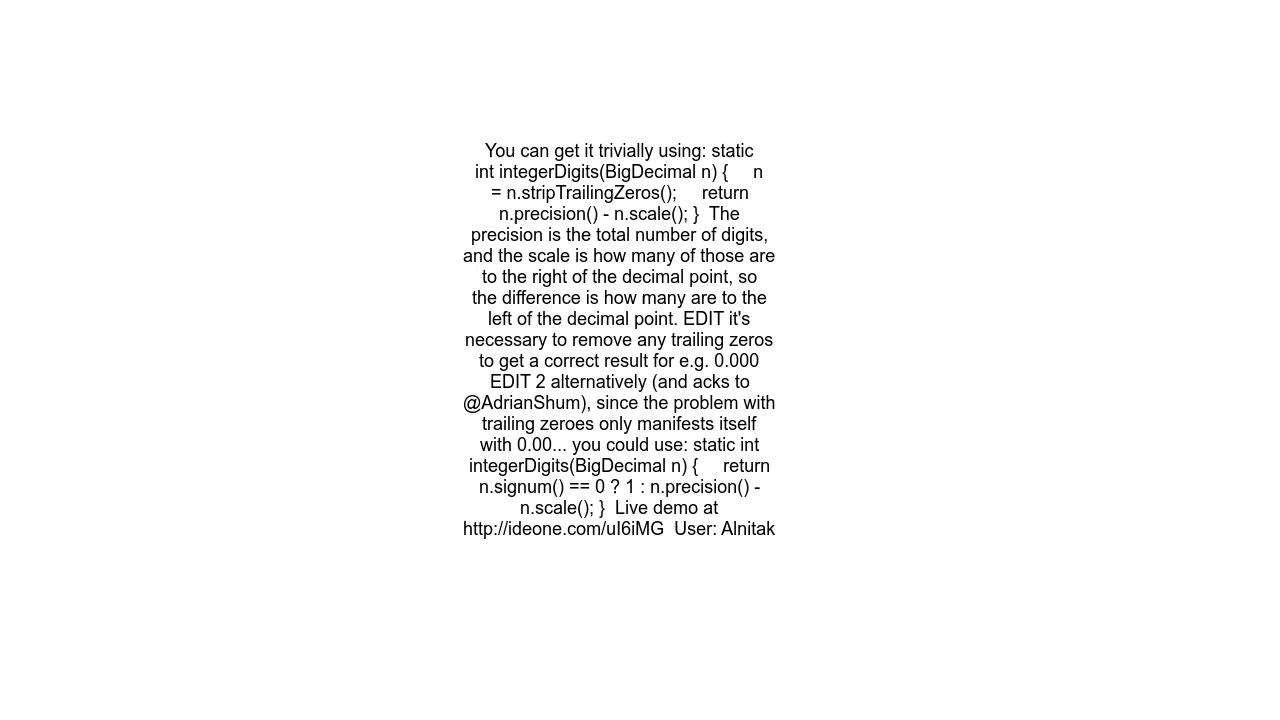 You can get it trivially using: static
int integerDigits(BigDecimal n) {     n
= n.stripTrailingZeros();     return
n.precision() - n.scale(); }  The
precision is the total number of digits,
and the scale is how many of those are
to the right of the decimal point, so
the difference is how many are to the
left of the decimal point. EDIT it's
necessary to remove any trailing zeros
to get a correct result for e.g. 0.000
EDIT 2 alternatively (and acks to
@AdrianShum), since the problem with
trailing zeroes only manifests itself
with 0.00... you could use: static int
integerDigits(BigDecimal n) {     return
n.signum() == 0 ? 1 : n.precision() -
n.scale(); }  Live demo at
http://ideone.com/uI6iMG  User: Alnitak